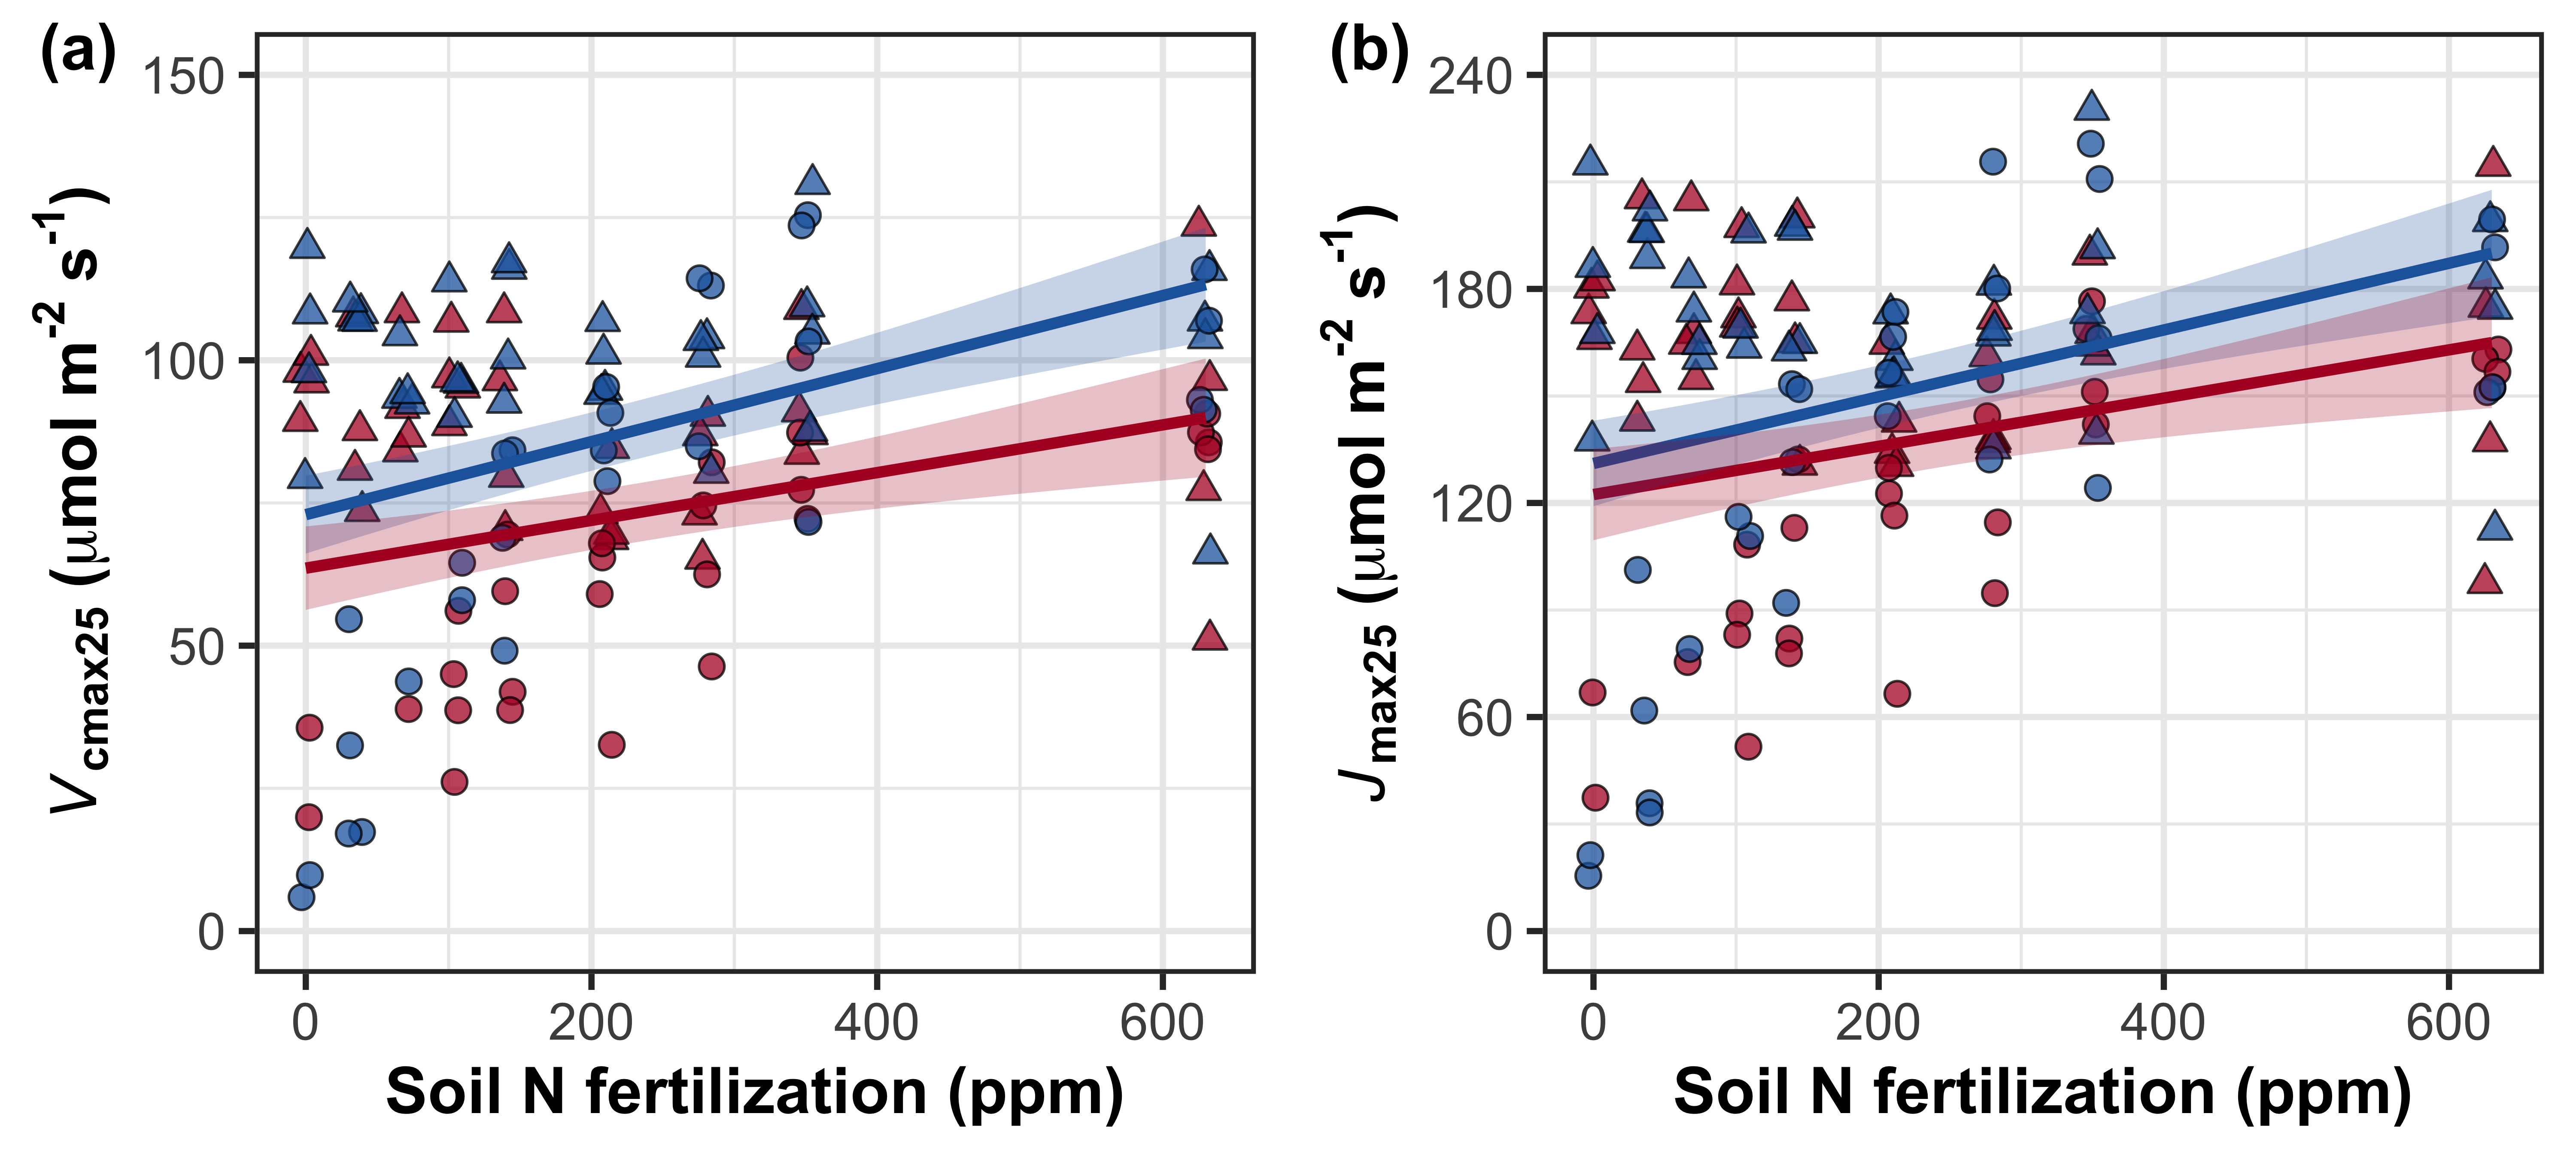 (a)
150
100
50
0
0 200 400 600
Soil N fertilization (ppm)
Vcmax25 (μmol m-2 s-1)
(b)
240
180
120
60
0
0 200 400 600
Soil N fertilization (ppm)
Jmax25 (μmol m-2 s-1)